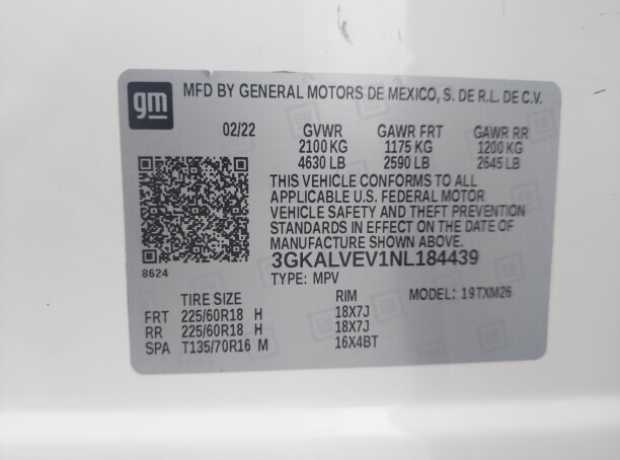 gm MFD BY GENERAL MOTORS DE MEXICO, S. DE R.L. DE C.V.
02/22 GVWR GAWR FRT GAWR RR
2100 KG 1175 KG 1200 KG
4630 LB 2590 LB 2645 LB
THIS VEHICLE CONFORMS TO ALL
APPLICABLE U.S. FEDERAL MOTOR
VEHICLE SAFETY AND THEFT PREVENTION
STANDARDS IN EFFECT ON THE DATE OF
MANUFACTURE SHOWN ABOVE.
3GKALVEV1NL184439
8624 TYPE: MPV
TIRE SIZE RIM MODEL: 19TXM26
FRT 225/60R18 H 18X7J
RR 225/60R18 H 18X7J
SPA T135/70R16 M 16X4BT